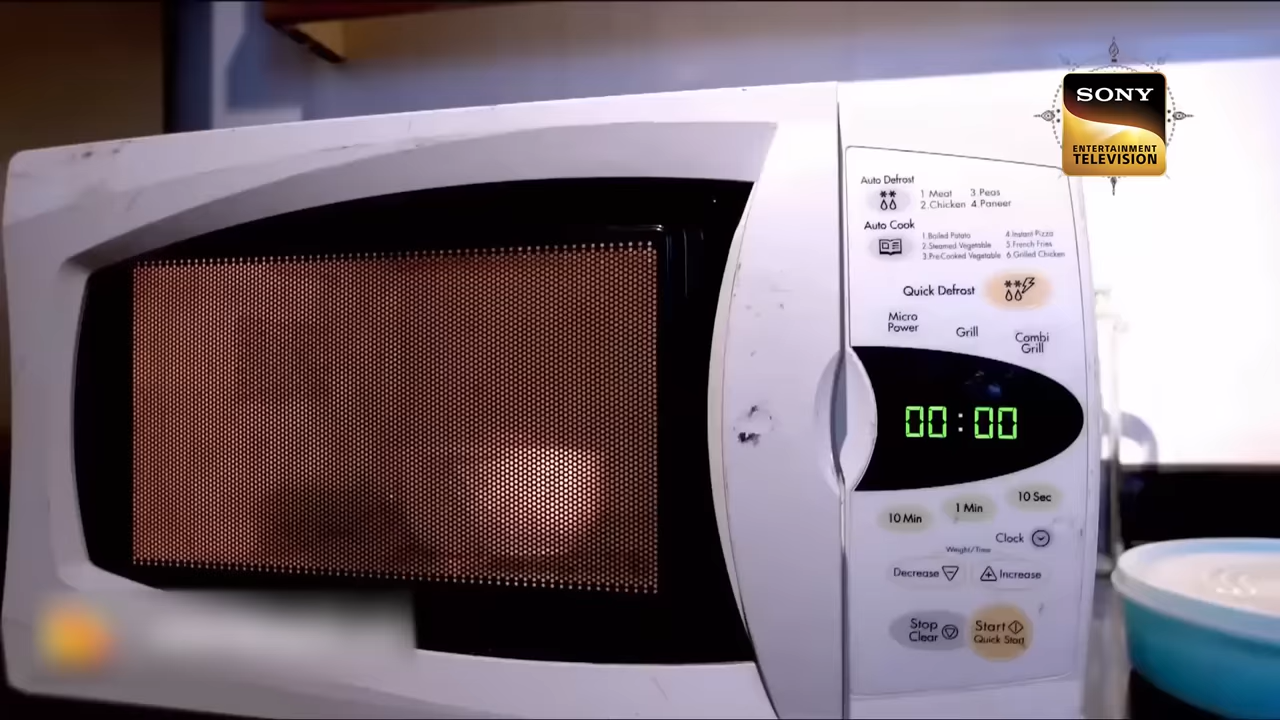 SONY
ENTERTAINMENT
TELEVISION
Auto Defrost
1 Meat 3 Peas
2.Chicken 4.Paneer
Auto Cook
1.Boiled Potato 4.Instant Pizza
2.Steamed Vegetable 5.French Fries
3.Pre-Cooked Vegetable 6.Grilled Chicken
Quick Defrost
Micro
Power
Grill
Combi
Grill
00:00
10 Min
1 Min
10 Sec
Clock
Weight/Time
Decrease
Increase
Stop
Clear
Start
Quick Start